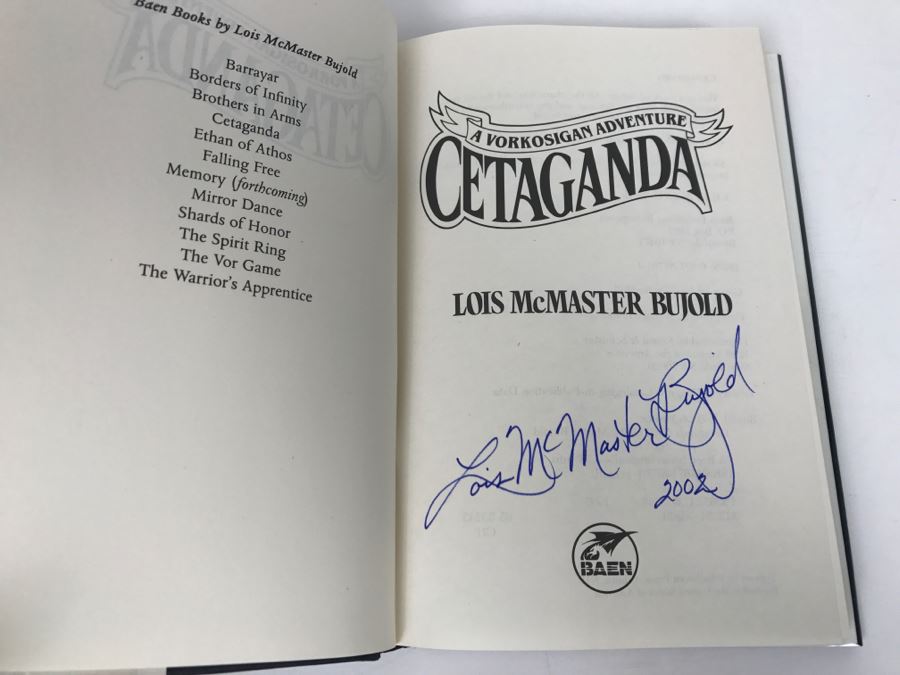 Baen Books by Lois McMaster Bujold
Barrayar
Borders of Infinity
Brothers in Arms
Cetaganda
Ethan of Athos
Falling Free
Memory (forthcoming)
Mirror Dance
Shards of Honor
The Spirit Ring
The Vor Game
The Warrior's Apprentice
A VORKOSIGAN ADVENTURE
CETAGANDA
LOIS McMASTER BUJOLD
Lois McMaster Bujold
2002
BAEN